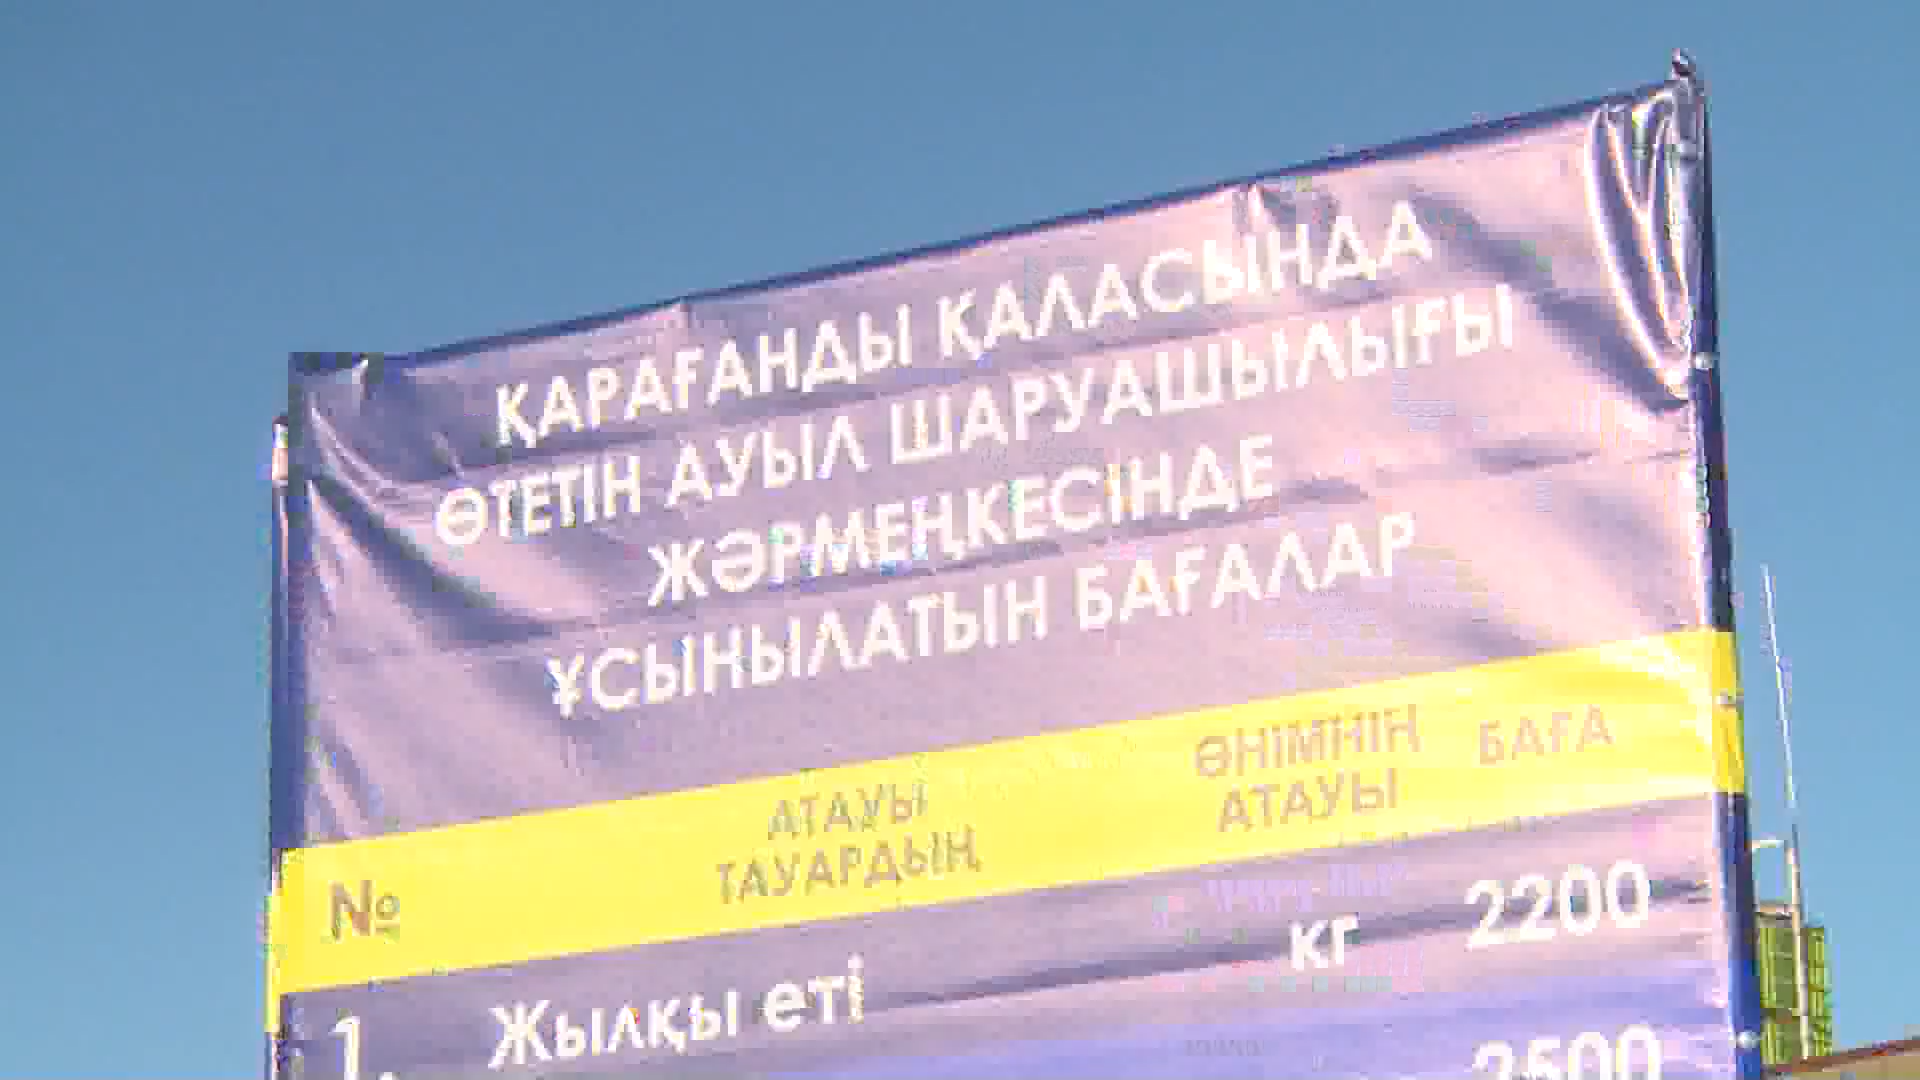 ҚАРАҒАНДЫ ҚАЛАСЫНДА
ӨТЕТІН АУЫЛ ШАРУАШЫЛЫҒЫ
ЖӘРМЕҢКЕСІНДЕ
ҰСЫНЫЛАТЫН БАҒАЛАР
№
АТАУЫ
ТАУАРДЫҢ
ӨНІМНІҢ
АТАУЫ
БАҒА
1.
Жылқы еті
кг
2200
2500